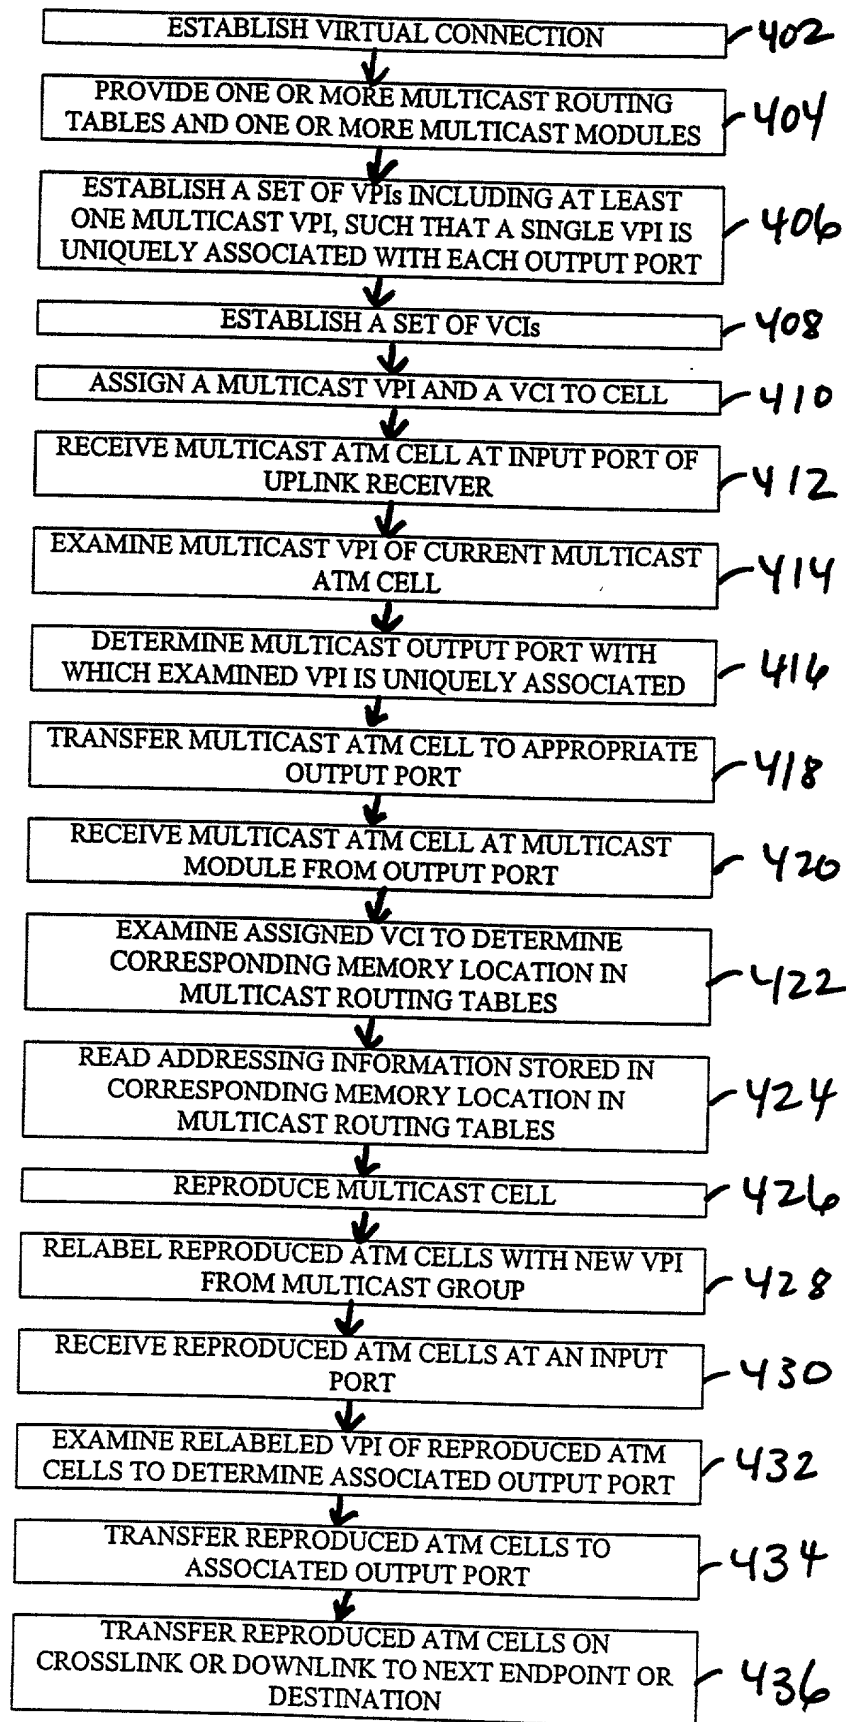 ESTABLISH VIRTUAL CONNECTION 402
PROVIDE ONE OR MORE MULTICAST ROUTING
TABLES AND ONE OR MORE MULTICAST MODULES 404
ESTABLISH A SET OF VPIs INCLUDING AT LEAST
ONE MULTICAST VPI, SUCH THAT A SINGLE VPI IS 406
UNIQUELY ASSOCIATED WITH EACH OUTPUT PORT
ESTABLISH A SET OF VCIs 408
ASSIGN A MULTICAST VPI AND A VCI TO CELL 410
RECEIVE MULTICAST ATM CELL AT INPUT PORT OF
UPLINK RECEIVER 412
EXAMINE MULTICAST VPI OF CURRENT MULTICAST
ATM CELL 414
DETERMINE MULTICAST OUTPUT PORT WITH
WHICH EXAMINED VPI IS UNIQUELY ASSOCIATED 416
TRANSFER MULTICAST ATM CELL TO APPROPRIATE
OUTPUT PORT 418
RECEIVE MULTICAST ATM CELL AT MULTICAST
MODULE FROM OUTPUT PORT 420
EXAMINE ASSIGNED VCI TO DETERMINE
CORRESPONDING MEMORY LOCATION IN 422
MULTICAST ROUTING TABLES
READ ADDRESSING INFORMATION STORED IN
CORRESPONDING MEMORY LOCATION IN 424
MULTICAST ROUTING TABLES
REPRODUCE MULTICAST CELL 426
RELABEL REPRODUCED ATM CELLS WITH NEW VPI
FROM MULTICAST GROUP 428
RECEIVE REPRODUCED ATM CELLS AT AN INPUT
PORT 430
EXAMINE RELABELED VPI OF REPRODUCED ATM
CELLS TO DETERMINE ASSOCIATED OUTPUT PORT 432
TRANSFER REPRODUCED ATM CELLS TO
ASSOCIATED OUTPUT PORT 434
TRANSFER REPRODUCED ATM CELLS ON
CROSSLINK OR DOWNLINK TO NEXT ENDPOINT OR 436
DESTINATION